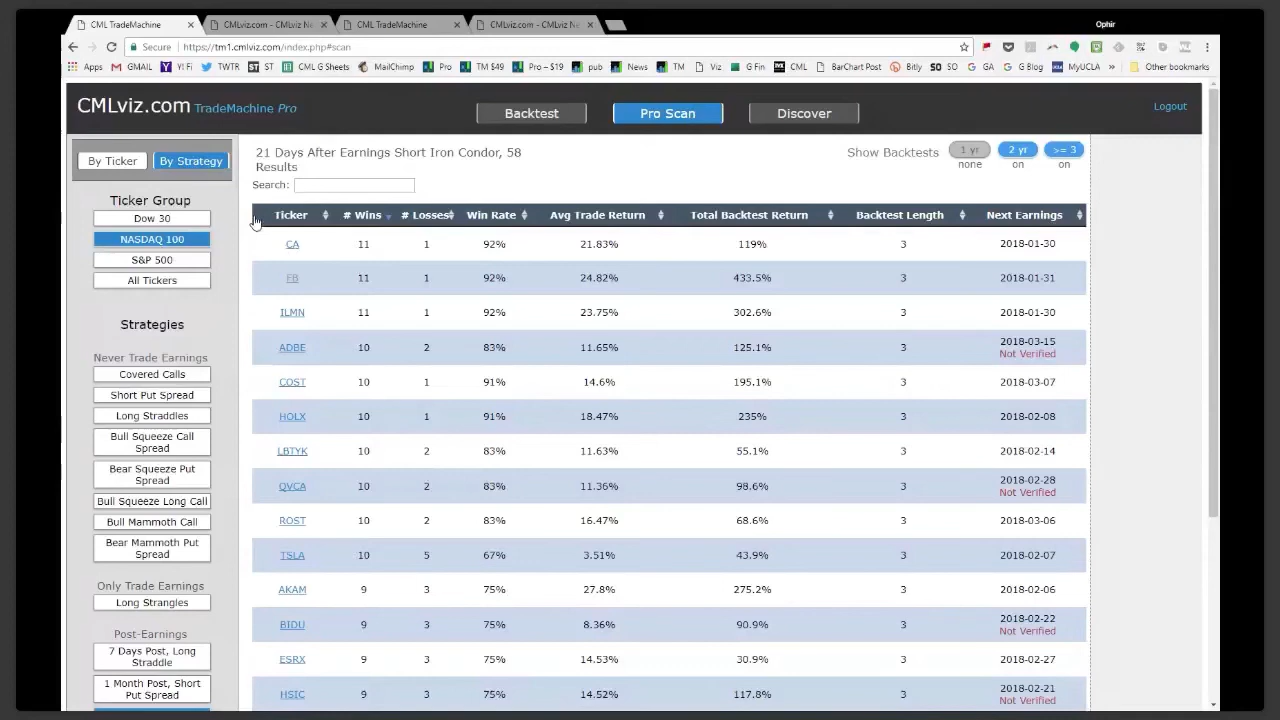 CML TradeMachine
CMLviz.com - CMLviz Ne
CML TradeMachine
CMLviz.com - CMLviz Ne
Ophir
Secure
https://tm1.cmlviz.com/index.php#scan
Apps
GMAIL
Y! Fi
TWTR
ST
ST
CML G Sheets
MailChimp
Pro
TM $49
Pro - $19
pub
News
TM
Viz
G Fin
CML
BarChart Post
Bitly
SO
SO
GA
G Blog
MyUCLA
»
Other bookmarks
CMLviz.com TradeMachine Pro
Backtest
Pro Scan
Discover
Logout
By Ticker
By Strategy
Ticker Group
Dow 30
NASDAQ 100
S&P 500
All Tickers
Strategies
Never Trade Earnings
Covered Calls
Short Put Spread
Long Straddles
Bull Squeeze Call
Spread
Bear Squeeze Put
Spread
Bull Squeeze Long Call
Bull Mammoth Call
Bear Mammoth Put
Spread
Only Trade Earnings
Long Strangles
Post-Earnings
7 Days Post, Long
Straddle
1 Month Post, Short
Put Spread
21 Days After Earnings Short Iron Condor, 58
Results
Show Backtests
1 yr
none
2 yr
on
>= 3
on
Search:
Ticker # Wins # Losses Win Rate Avg Trade Return Total Backtest Return Backtest Length Next Earnings
CA 11 1 92% 21.83% 119% 3 2018-01-30
FB 11 1 92% 24.82% 433.5% 3 2018-01-31
ILMN 11 1 92% 23.75% 302.6% 3 2018-01-30
ADBE 10 2 83% 11.65% 125.1% 3 2018-03-15
Not Verified
COST 10 1 91% 14.6% 195.1% 3 2018-03-07
HOLX 10 1 91% 18.47% 235% 3 2018-02-08
LBTYK 10 2 83% 11.63% 55.1% 3 2018-02-14
QVCA 10 2 83% 11.36% 98.6% 3 2018-02-28
Not Verified
ROST 10 2 83% 16.47% 68.6% 3 2018-03-06
TSLA 10 5 67% 3.51% 43.9% 3 2018-02-07
AKAM 9 3 75% 27.8% 275.2% 3 2018-02-06
BIDU 9 3 75% 8.36% 90.9% 3 2018-02-22
Not Verified
ESRX 9 3 75% 14.53% 30.9% 3 2018-02-27
HSIC 9 3 75% 14.52% 117.8% 3 2018-02-21
Not Verified